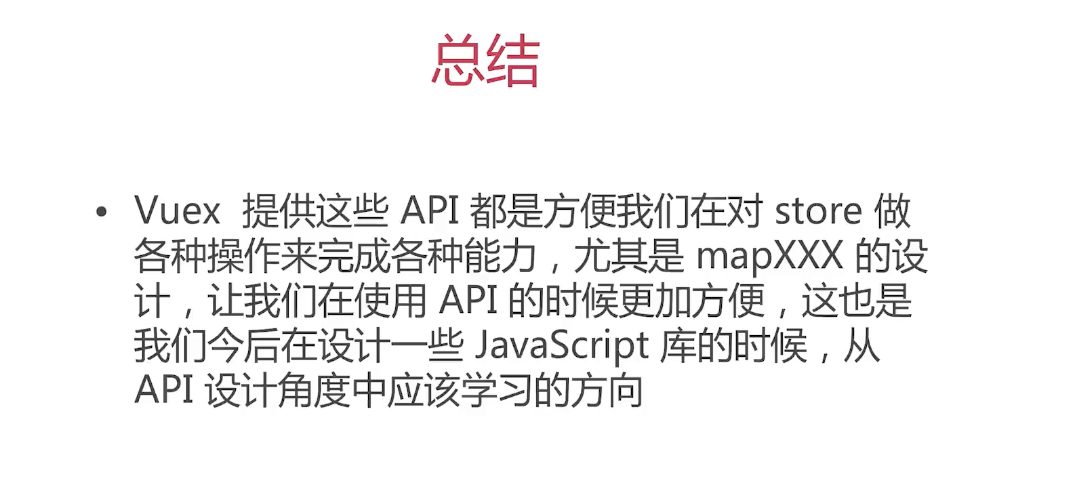 总结
• Vuex 提供这些 API 都是方便我们在对 store 做
各种操作来完成各种能力，尤其是 mapXXX 的设
计，让我们在使用 API 的时候更加方便，这也是
我们今后在设计一些 JavaScript 库的时候，从
API 设计角度中应该学习的方向